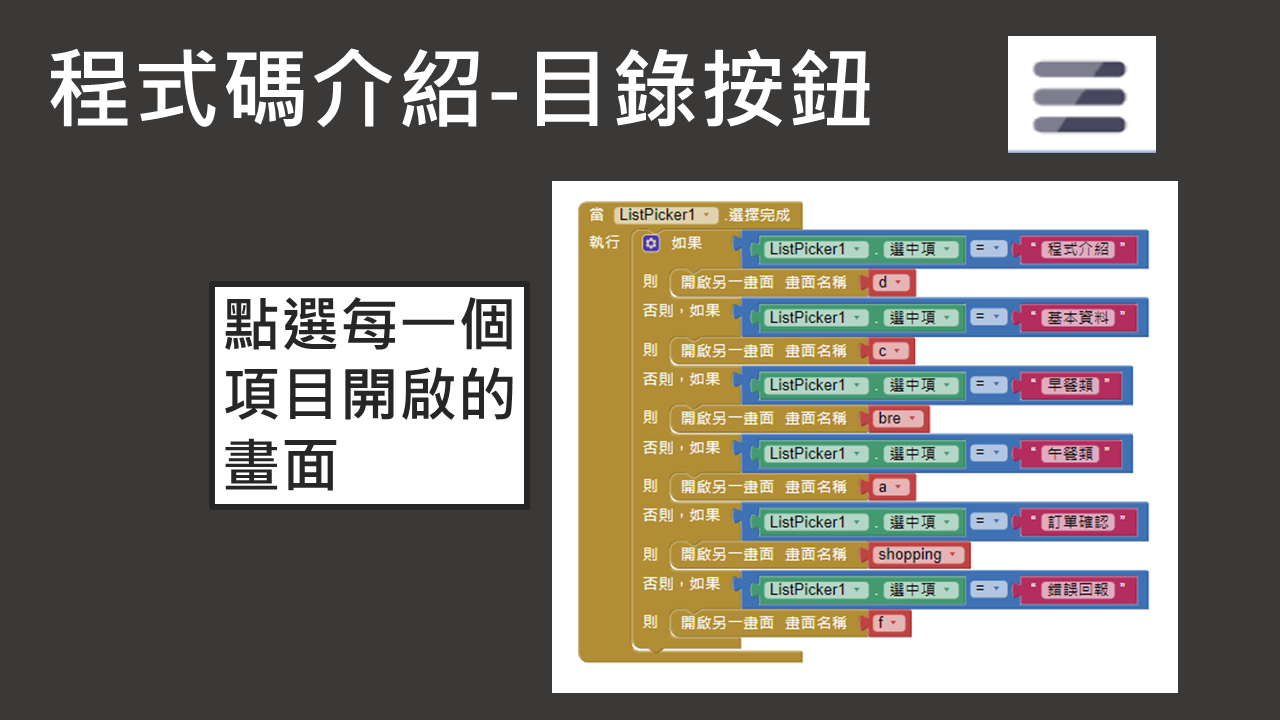 程式碼介紹-目錄按鈕
點選每一個
項目開啟的
畫面
當 ListPicker1 .選擇完成
執行 如果 ListPicker1 . 選中項 = “ 程式介紹 ”
則 開啟另一畫面 畫面名稱 d
否則，如果 ListPicker1 . 選中項 = “ 基本資料 ”
則 開啟另一畫面 畫面名稱 c
否則，如果 ListPicker1 . 選中項 = “ 早餐類 ”
則 開啟另一畫面 畫面名稱 bre
否則，如果 ListPicker1 . 選中項 = “ 午餐類 ”
則 開啟另一畫面 畫面名稱 a
否則，如果 ListPicker1 . 選中項 = “ 訂單確認 ”
則 開啟另一畫面 畫面名稱 shopping
否則，如果 ListPicker1 . 選中項 = “ 錯誤回報 ”
則 開啟另一畫面 畫面名稱 f